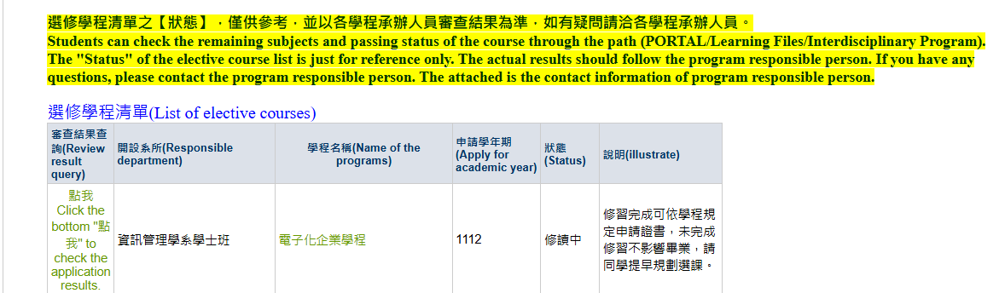 選修學程清單之【狀態】，僅供參考，並以各學程承辦人員審查結果為準，如有疑問請洽各學程承辦人員。
Students can check the remaining subjects and passing status of the course through the path (PORTAL/Learning Files/Interdisciplinary Program).
The "Status" of the elective course list is just for reference only. The actual results should follow the program responsible person. If you have any
questions, please contact the program responsible person. The attached is the contact information of program responsible person.
選修學程清單(List of elective courses)
審查結果查
詢(Review
result
query)
開設系所(Responsible
department)
學程名稱(Name of the
programs)
申請學年期
(Apply for
academic year)
狀態
(Status)
說明(illustrate)
點我
Click the
bottom "點
我" to
check the
application
results.
資訊管理學系學士班
電子化企業學程
1112
修讀中
修習完成可依學程規
定申請證書，未完成
修習不影響畢業，請
同學提早規劃選課。